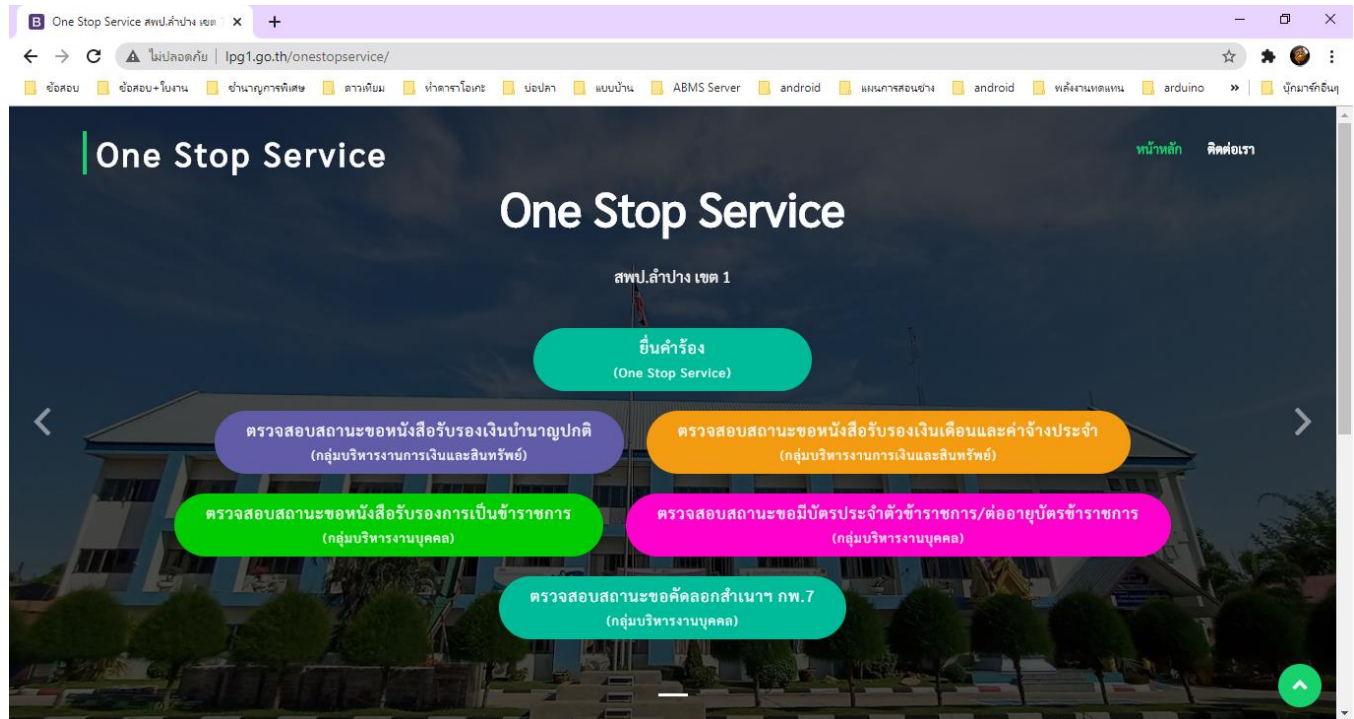 One Stop Service สพป.ลำปาง เขต 1
ไม่ปลอดภัย | lpg1.go.th/onestopservice/
ข้อสอบ ข้อสอบ+ใบงาน ชำนาญการพิเศษ ดาวเทียม ทำคาราโอเกะ บ่อปลา แบบบ้าน ABMS Server android แผนการสอนช่าง android พลังงานทดแทน arduino » บุ๊กมาร์กอื่นๆ
One Stop Service
หน้าหลัก ติดต่อเรา
One Stop Service
สพป.ลำปาง เขต 1
ยื่นคำร้อง
(One Stop Service)
ตรวจสอบสถานะขอหนังสือรับรองเงินบำนาญปกติ
(กลุ่มบริหารงานการเงินและสินทรัพย์)
ตรวจสอบสถานะขอหนังสือรับรองเงินเดือนและค่าจ้างประจำ
(กลุ่มบริหารงานการเงินและสินทรัพย์)
ตรวจสอบสถานะขอหนังสือรับรองการเป็นข้าราชการ
(กลุ่มบริหารงานบุคคล)
ตรวจสอบสถานะขอมีบัตรประจำตัวข้าราชการ/ต่ออายุบัตรข้าราชการ
(กลุ่มบริหารงานบุคคล)
ตรวจสอบสถานะขอคัดลอกสำเนาฯ กพ.7
(กลุ่มบริหารงานบุคคล)